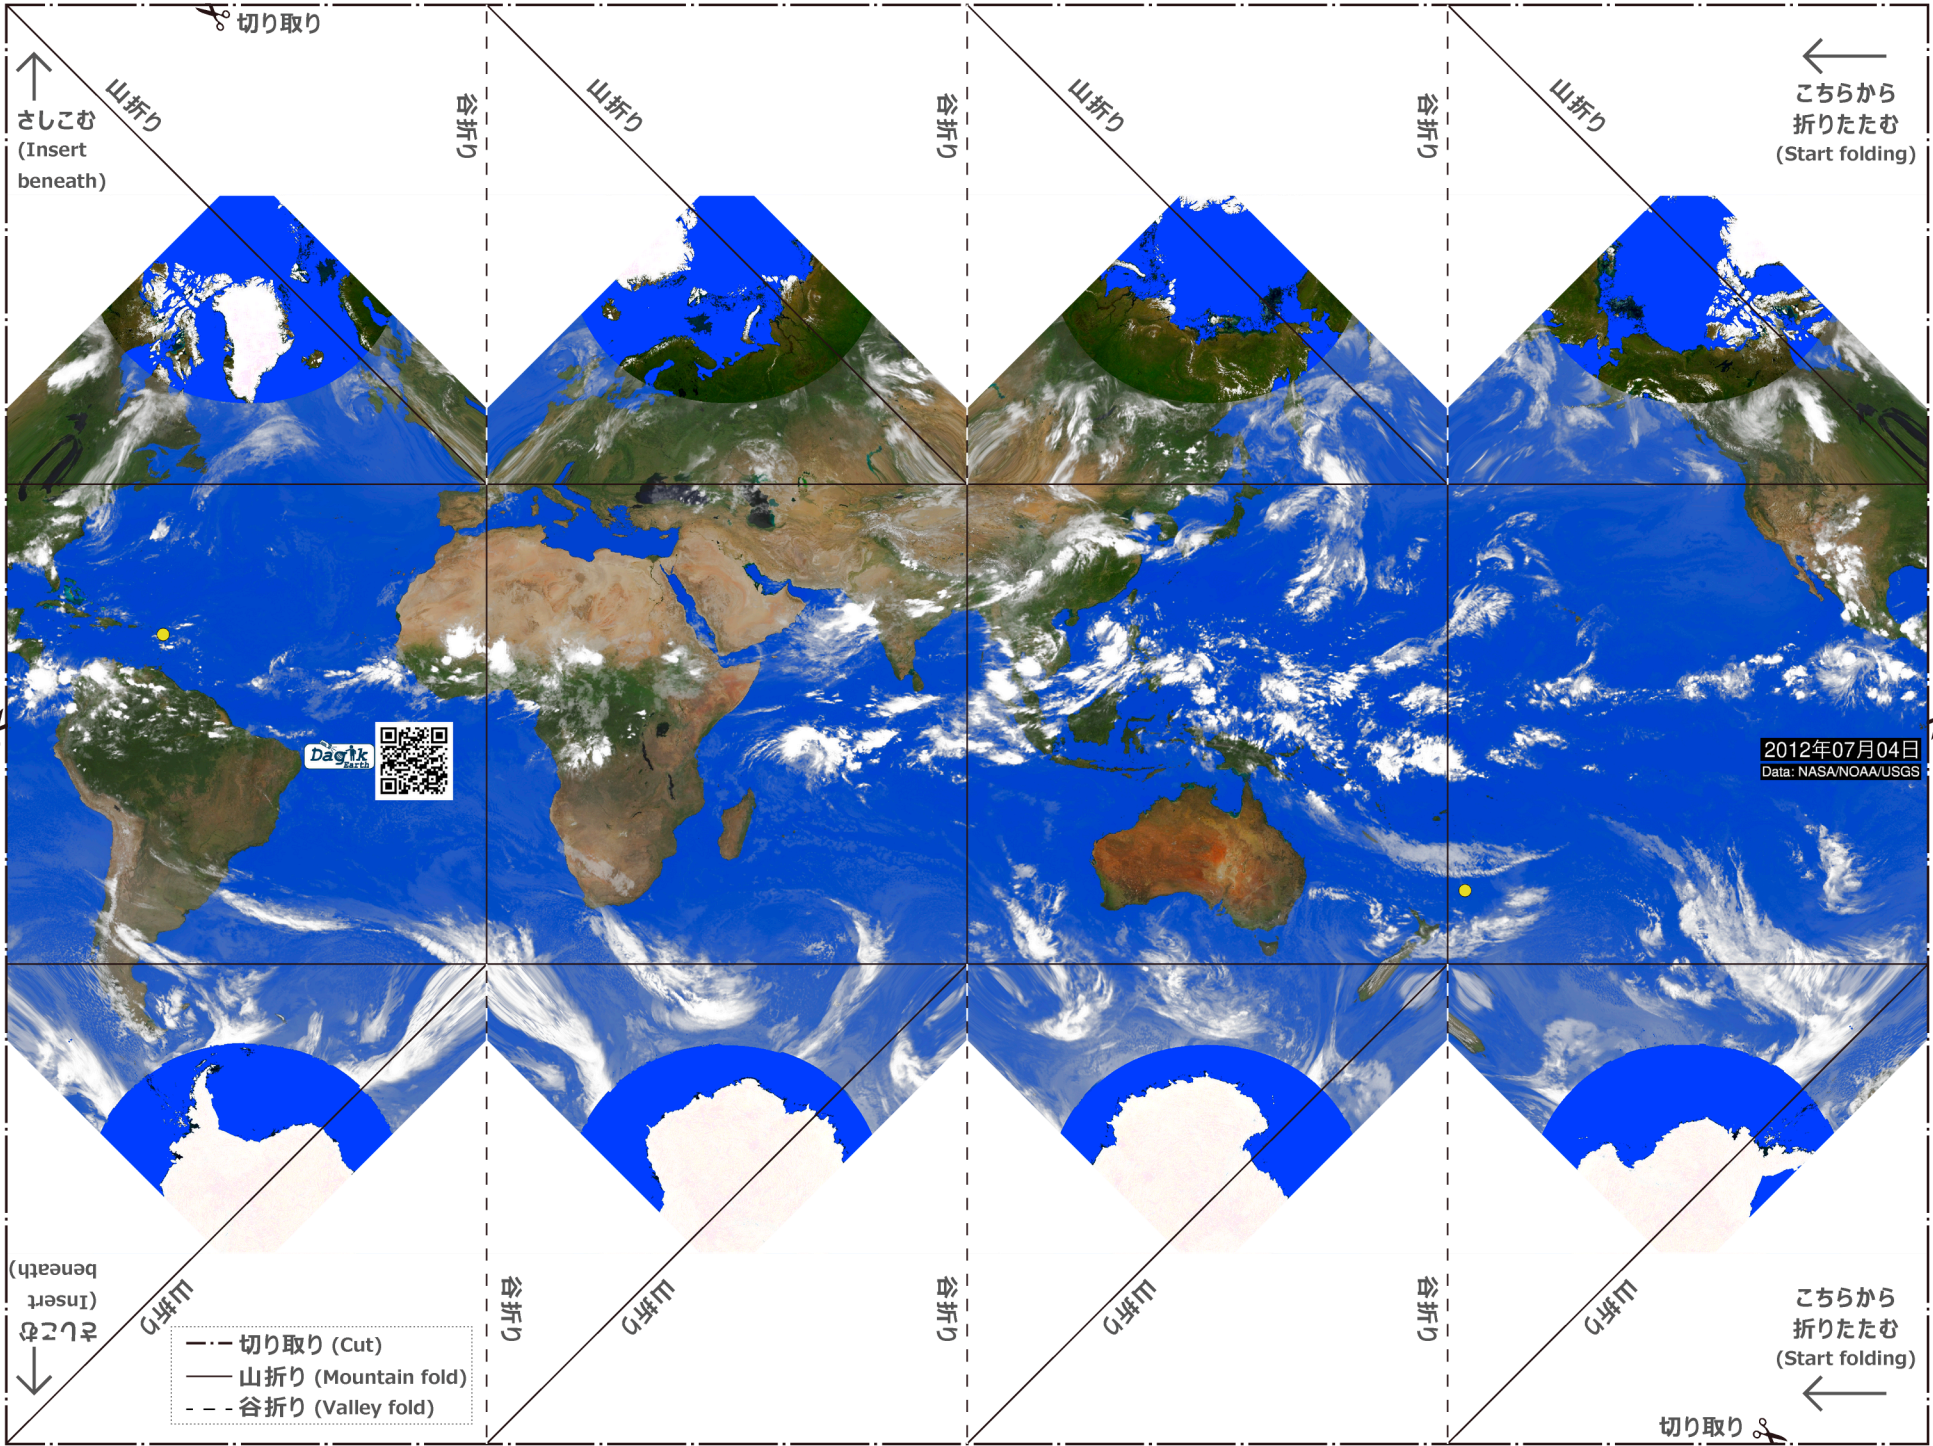 切り取り
山折り
谷折り
山折り
谷折り
山折り
谷折り
山折り
さしこむ
(Insert
beneath)
こちらから
折りたたむ
(Start folding)
Dagik
Earth
2012年07月04日
Data: NASA/NOAA/USGS
さしこむ
(Insert
beneath)
山折り
谷折り
山折り
谷折り
山折り
谷折り
山折り
こちらから
折りたたむ
(Start folding)
切り取り (Cut)
山折り (Mountain fold)
谷折り (Valley fold)
切り取り